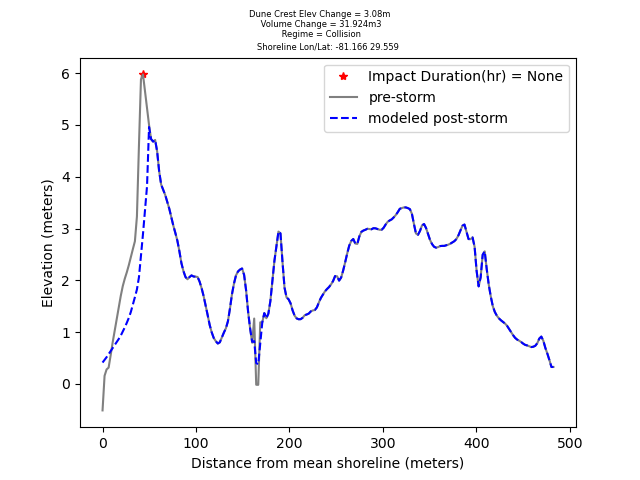 Dune Crest Elev Change = 3.08m
Volume Change = 31.924m3
Regime = Collision
Shoreline Lon/Lat: -81.166 29.559
Impact Duration(hr) = None
pre-storm
modeled post-storm
6
5
4
3
2
1
0
Elevation (meters)
0 100 200 300 400 500
Distance from mean shoreline (meters)